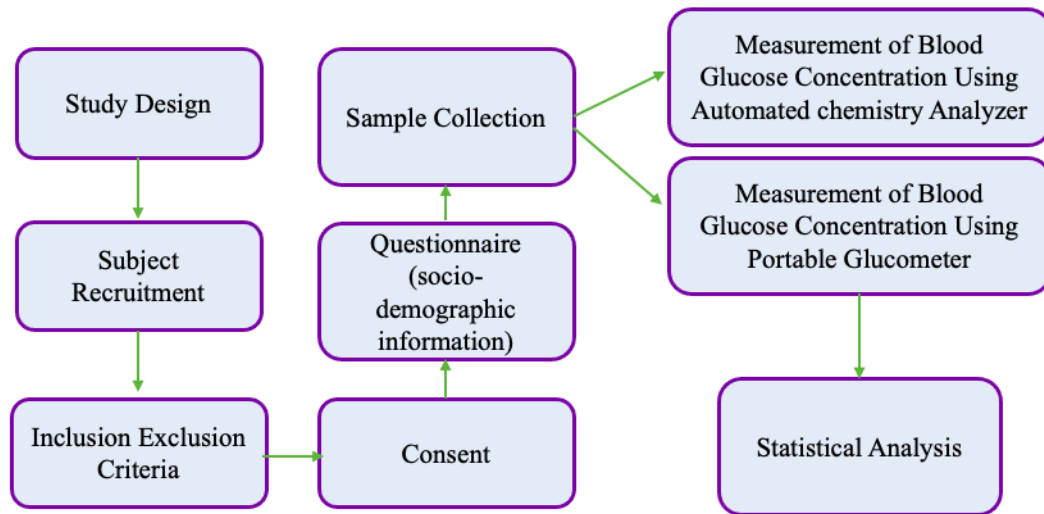 Study Design
Subject
Recruitment
Inclusion Exclusion
Criteria
Consent
Questionnaire
(socio-
demographic
information)
Sample Collection
Measurement of Blood
Glucose Concentration Using
Automated chemistry Analyzer
Measurement of Blood
Glucose Concentration Using
Portable Glucometer
Statistical Analysis